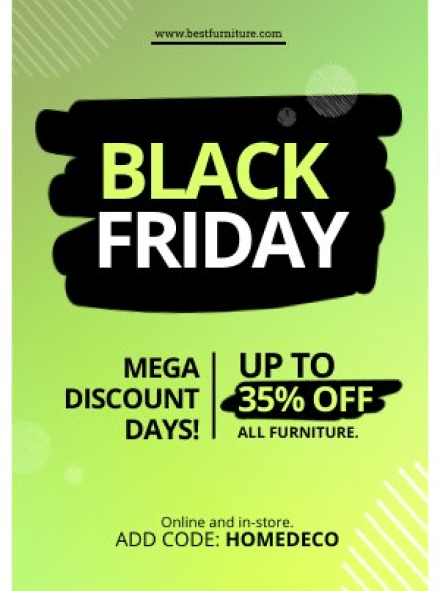 www.bestfurniture.com
BLACK
FRIDAY
MEGA
DISCOUNT
DAYS!
UP TO
35% OFF
ALL FURNITURE.
Online and in-store.
ADD CODE: HOMEDECO